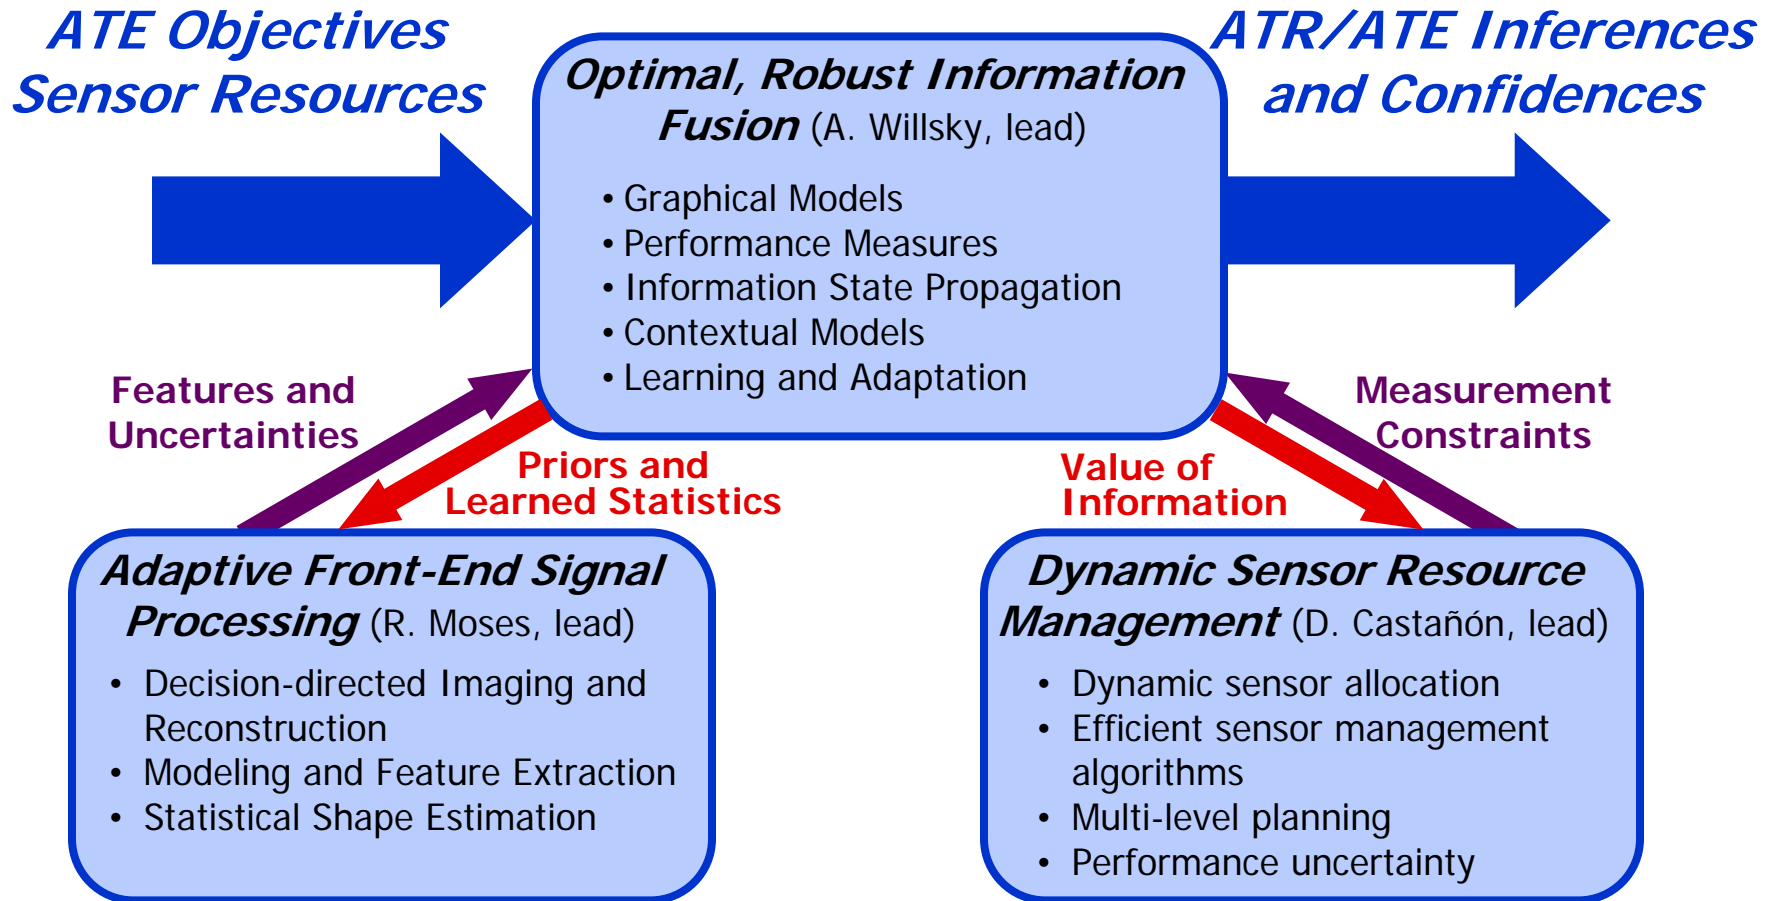 ATE Objectives
Sensor Resources
Optimal, Robust Information
Fusion (A. Willsky, lead)
• Graphical Models
• Performance Measures
• Information State Propagation
• Contextual Models
• Learning and Adaptation
ATR/ATE Inferences
and Confidences
Features and
Uncertainties
Priors and
Learned Statistics
Value of
Information
Measurement
Constraints
Adaptive Front-End Signal
Processing (R. Moses, lead)
• Decision-directed Imaging and
Reconstruction
• Modeling and Feature Extraction
• Statistical Shape Estimation
Dynamic Sensor Resource
Management (D. Castañón, lead)
• Dynamic sensor allocation
• Efficient sensor management
algorithms
• Multi-level planning
• Performance uncertainty